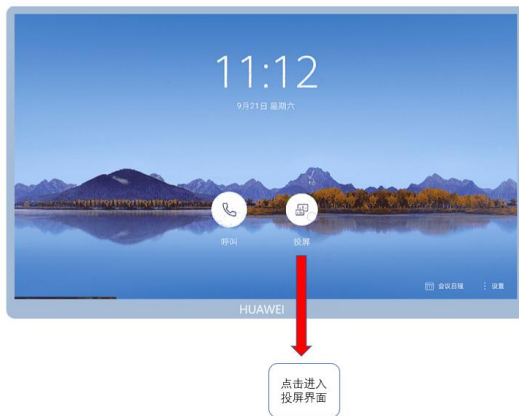 11:12
9月21日 星期六
呼叫
投屏
会议日程
设置
HUAWEI
点击进入
投屏界面